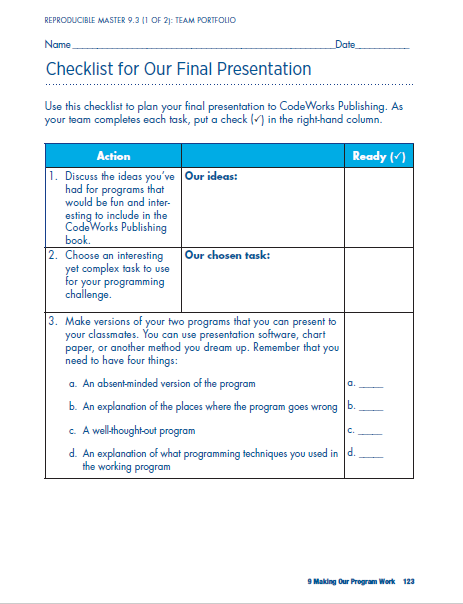 REPRODUCIBLE MASTER 9.3 (1 OF 2): TEAM PORTFOLIO
Name Date
Checklist for Our Final Presentation
Use this checklist to plan your final presentation to CodeWorks Publishing. As
your team completes each task, put a check (✓) in the right-hand column.
Action Ready (✓)
1. Discuss the ideas you've
had for programs that
would be fun and inter-
esting to include in the
CodeWorks Publishing
book.
Our ideas:
2. Choose an interesting
yet complex task to use
for your programming
challenge.
Our chosen task:
3. Make versions of your two programs that you can present to
your classmates. You can use presentation software, chart
paper, or another method you dream up. Remember that you
need to have four things:
a. An absent-minded version of the program a. ____
b. An explanation of the places where the program goes wrong b. ____
c. A well-thought-out program c. ____
d. An explanation of what programming techniques you used in d. ____
the working program
9 Making Our Program Work 123